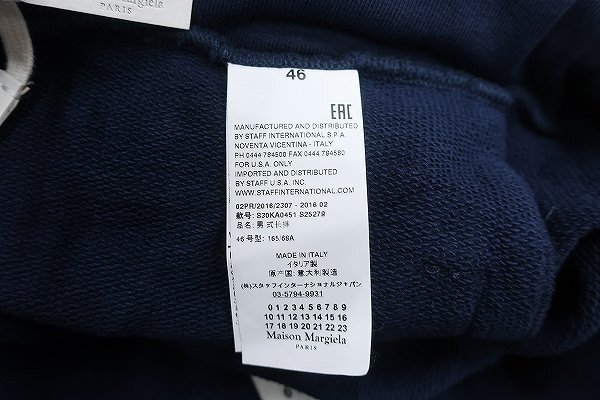 Maison Margiela
PARIS
46
EAC
MANUFACTURED AND DISTRIBUTED
BY STAFF INTERNATIONAL S.P.A.
NOVENTA VICENTINA - ITALY
PH 0444 784500 FAX 0444 784580
FOR U.S.A. ONLY
IMPORTED AND DISTRIBUTED
BY STAFF U.S.A. INC
WWW.STAFFINTERNATIONAL.COM
02PR/2016/2307 - 2016 02
款号: S30KA0451 S25279
品名: 男式长裤
46 号型: 165/68A
MADE IN ITALY
イタリア製
原产国: 意大利製造
(株)スタッフインターナショナルジャパン
03-5794-9931
0 1 2 3 4 5 6 7 8 9
10 11 12 13 14 15 16
17 18 19 20 21 22 23
Maison Margiela
PARIS